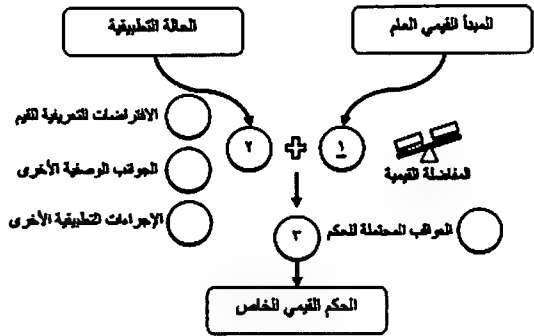 المبدأ القيمي العام
الحالة التطبيقية
الافتراضات التعريفية للقيم
١
+
٢
الجوانب الوصفية الأخرى
المفاضلة القيمية
الإجراءات التطبيقية الأخرى
العواقب المحتملة للحكم
٣
الحكم القيمي الخاص